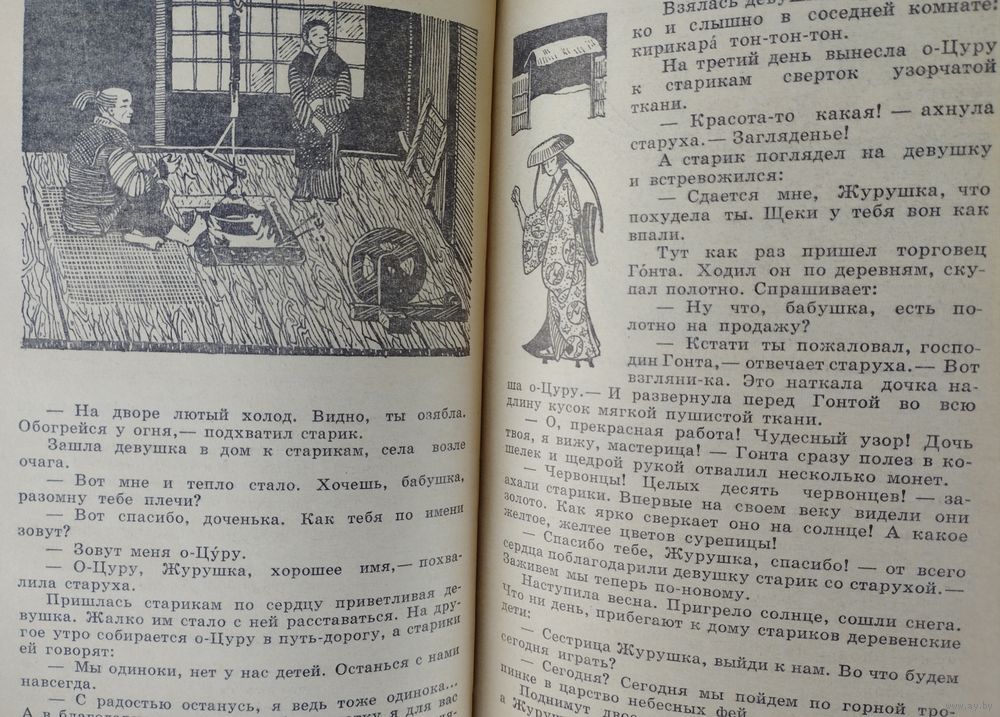 — На дворе лютый холод. Видно, ты озябла.
Обогрейся у огня,— подхватил старик.
Зашла девушка в дом к старикам, села возле
очага.
— Вот мне и тепло стало. Хочешь, бабушка,
разомну тебе плечи?
— Вот спасибо, доченька. Как тебя по имени
зовут?
— Зовут меня о-Цу́ру.
— О-Цуру, Журушка, хорошее имя,— похва-
лила старуха.
Пришлась старикам по сердцу приветливая де-
вушка. Жалко им стало с ней расставаться. На дру-
гое утро собирается о-Цуру в путь-дорогу, а старики
ей говорят:
— Мы одиноки, нет у нас детей. Останься с нами
навсегда.
— С радостью останусь, я ведь тоже одинока...
я для вас
Взялась
ко и слышно в соседней комнате:
кирикара́ тон-тон-тон.
На третий день вынесла о-Цуру
к старикам сверток узорчатой
ткани.
— Красота-то какая! — ахнула
старуха.— Загляденье!
А старик поглядел на девушку
и встревожился:
— Сдается мне, Журушка, что
похудела ты. Щеки у тебя вон как
впали.
Тут как раз пришел торговец
Го́нта. Ходил он по деревням, ску-
пал полотно. Спрашивает:
— Ну что, бабушка, есть по-
лотно на продажу?
— Кстати ты пожаловал, госпо-
дин Гонта,— отвечает старуха.— Вот
взгляни-ка. Это наткала дочка на-
ша о-Цуру.— И развернула перед Гонтой во всю
длину кусок мягкой пушистой ткани.
— О, прекрасная работа! Чудесный узор! Дочь
твоя, я вижу, мастерица! — Гонта сразу полез в ко-
шелек и щедрой рукой отвалил несколько монет.
— Червонцы! Целых десять червонцев! — за-
ахали старики. Впервые на своем веку видели они
золото. Как ярко сверкает оно на солнце! А какое
желтое, желтее цветов сурепицы!
— Спасибо тебе, Журушка, спасибо! — от всего
сердца поблагодарили девушку старик со старухой.—
Заживем мы теперь по-новому.
Наступила весна. Пригрело солнце, сошли снега.
Что ни день, прибегают к дому стариков деревенские
дети:
— Сестрица Журушка, выйди к нам. Во что будем
сегодня играть?
— Сегодня? Сегодня мы пойдем по горной тро-
пинке в царство небесных фей
Поднимут
а Журуш
www.ay.by